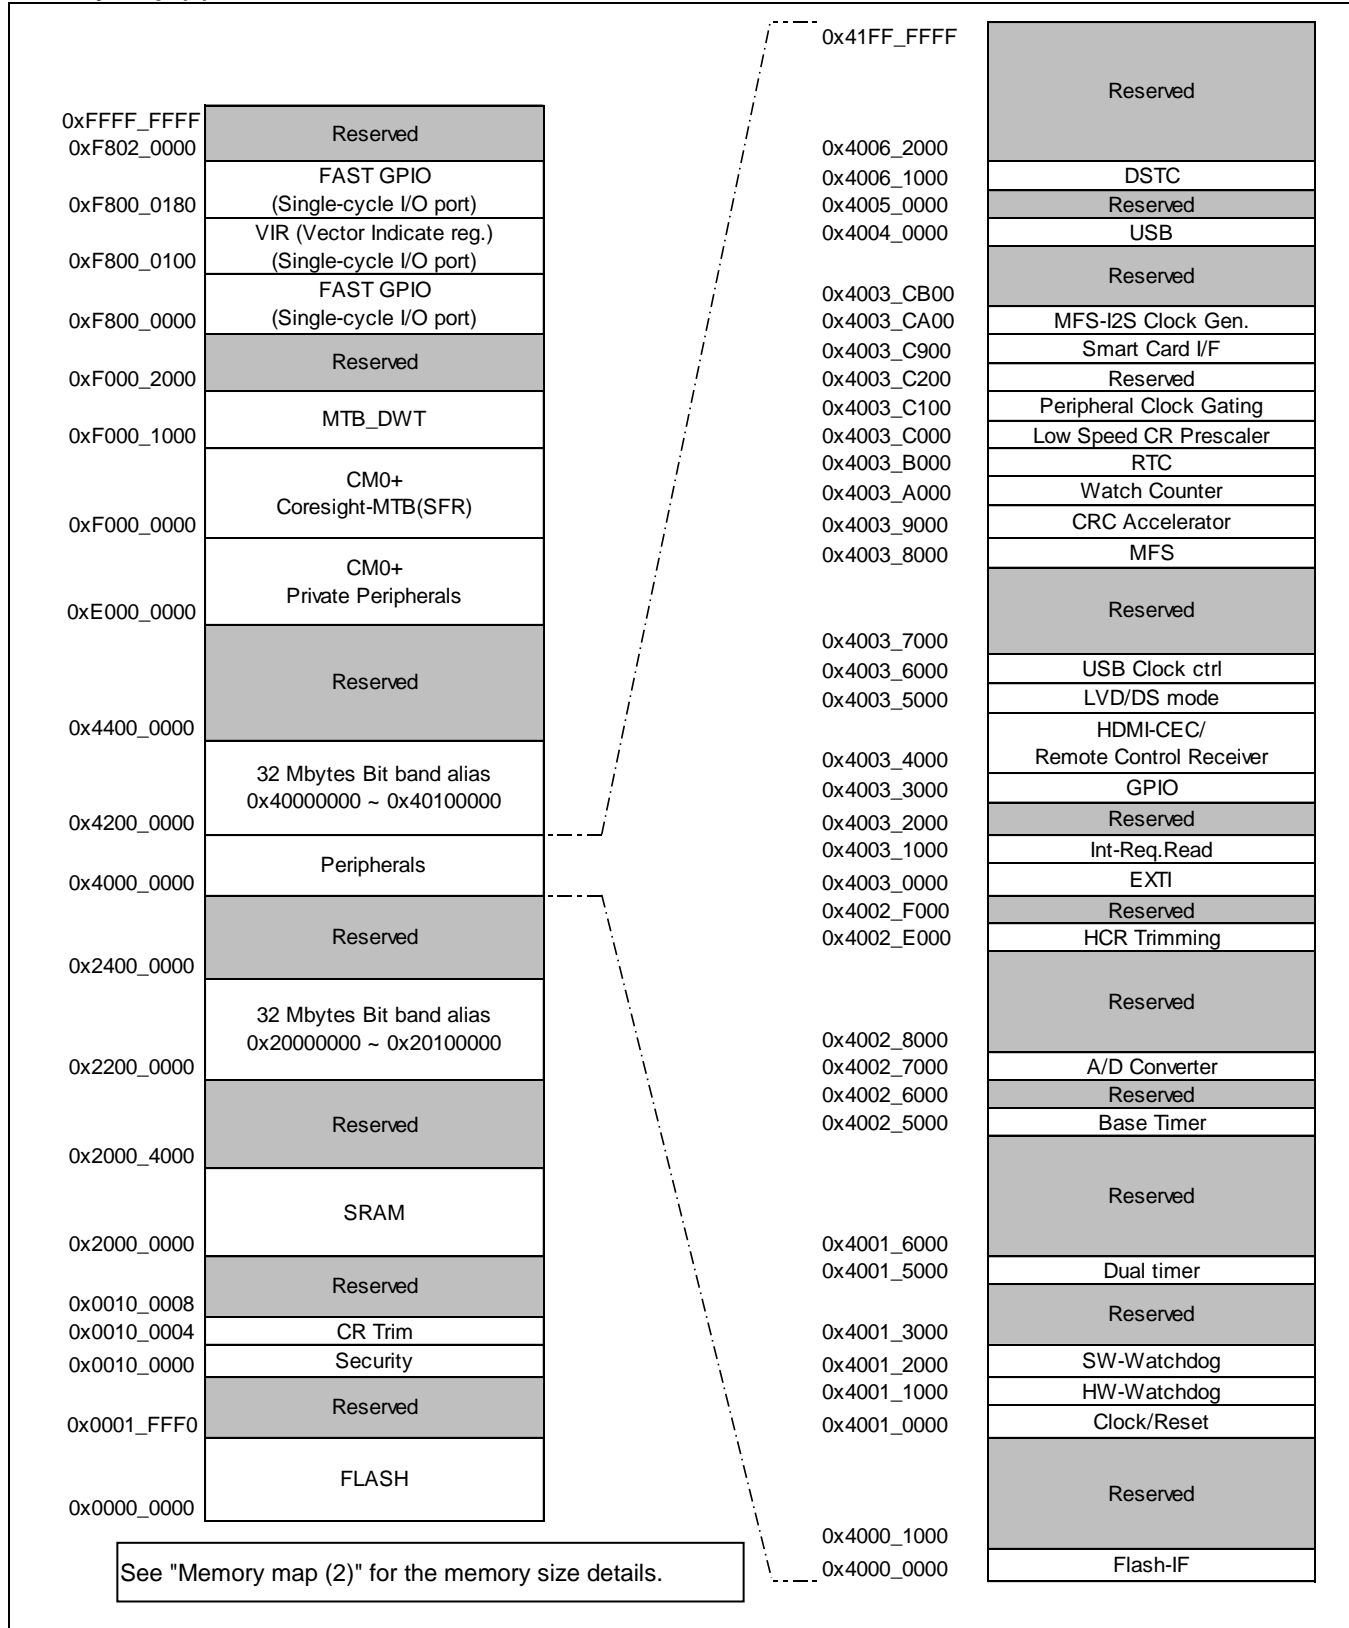 0xFFFF_FFFF
Reserved
0xF802_0000
FAST GPIO
0xF800_0180 (Single-cycle I/O port)
VIR (Vector Indicate reg.)
0xF800_0100 (Single-cycle I/O port)
FAST GPIO
0xF800_0000 (Single-cycle I/O port)
Reserved
0xF000_2000
MTB_DWT
0xF000_1000
CM0+
Coresight-MTB(SFR)
0xF000_0000
CM0+
Private Peripherals
0xE000_0000
Reserved
0x4400_0000
32 Mbytes Bit band alias
0x40000000 ~ 0x40100000
0x4200_0000
Peripherals
0x4000_0000
Reserved
0x2400_0000
32 Mbytes Bit band alias
0x20000000 ~ 0x20100000
0x2200_0000
Reserved
0x2000_4000
SRAM
0x2000_0000
Reserved
0x0010_0008
0x0010_0004 CR Trim
0x0010_0000 Security
Reserved
0x0001_FFF0
FLASH
0x0000_0000
See "Memory map (2)" for the memory size details.
0x41FF_FFFF
Reserved
0x4006_2000
0x4006_1000 DSTC
0x4005_0000 Reserved
0x4004_0000 USB
Reserved
0x4003_CB00
0x4003_CA00 MFS-I2S Clock Gen.
0x4003_C900 Smart Card I/F
0x4003_C200 Reserved
0x4003_C100 Peripheral Clock Gating
0x4003_C000 Low Speed CR Prescaler
0x4003_B000 RTC
0x4003_A000 Watch Counter
0x4003_9000 CRC Accelerator
0x4003_8000 MFS
Reserved
0x4003_7000
0x4003_6000 USB Clock ctrl
0x4003_5000 LVD/DS mode
HDMI-CEC/
0x4003_4000 Remote Control Receiver
0x4003_3000 GPIO
0x4003_2000 Reserved
0x4003_1000 Int-Req.Read
0x4003_0000 EXTI
0x4002_F000 Reserved
0x4002_E000 HCR Trimming
Reserved
0x4002_8000
0x4002_7000 A/D Converter
0x4002_6000 Reserved
0x4002_5000 Base Timer
Reserved
0x4001_6000
0x4001_5000 Dual timer
Reserved
0x4001_3000
0x4001_2000 SW-Watchdog
0x4001_1000 HW-Watchdog
0x4001_0000 Clock/Reset
Reserved
0x4000_1000
0x4000_0000 Flash-IF